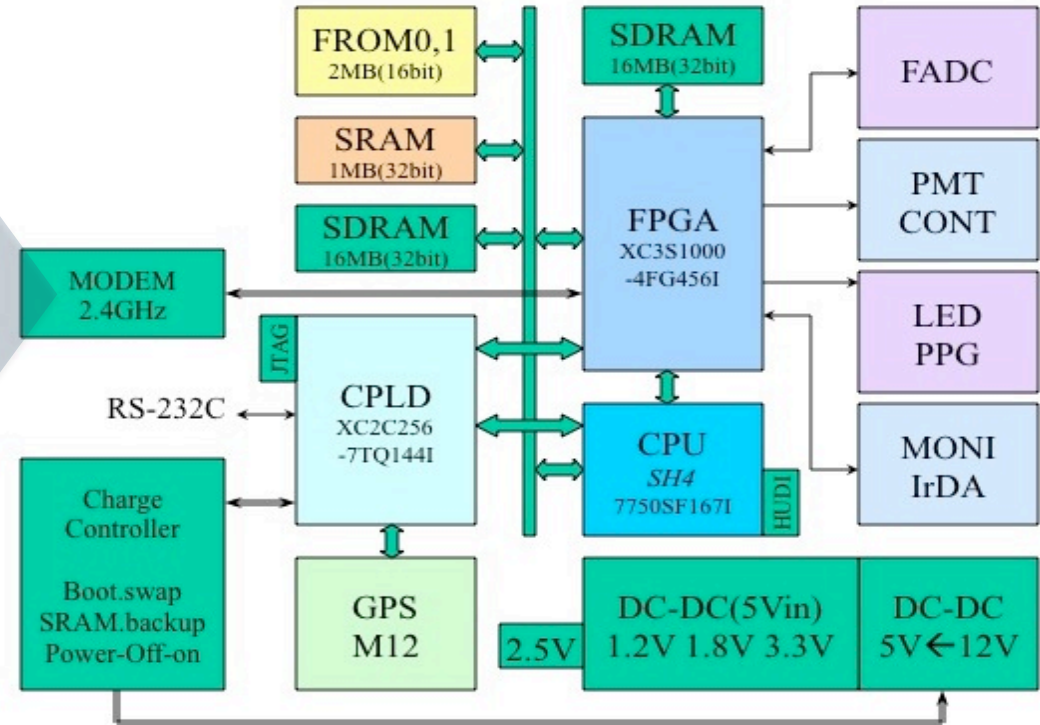 FROM0,1
2MB(16bit)
SDRAM
16MB(32bit)
FADC
SRAM
1MB(32bit)
PMT
CONT
FPGA
XC3S1000
-4FG456I
SDRAM
16MB(32bit)
MODEM
2.4GHz
LED
PPG
JTAG
CPLD
XC2C256
-7TQ144I
RS-232C
CPU
SH4
7750SF167I
HUDI
MONI
IrDA
Charge
Controller
Boot.swap
SRAM.backup
Power-Off-on
GPS
M12
2.5V
DC-DC(5Vin)
1.2V 1.8V 3.3V
DC-DC
5V←12V